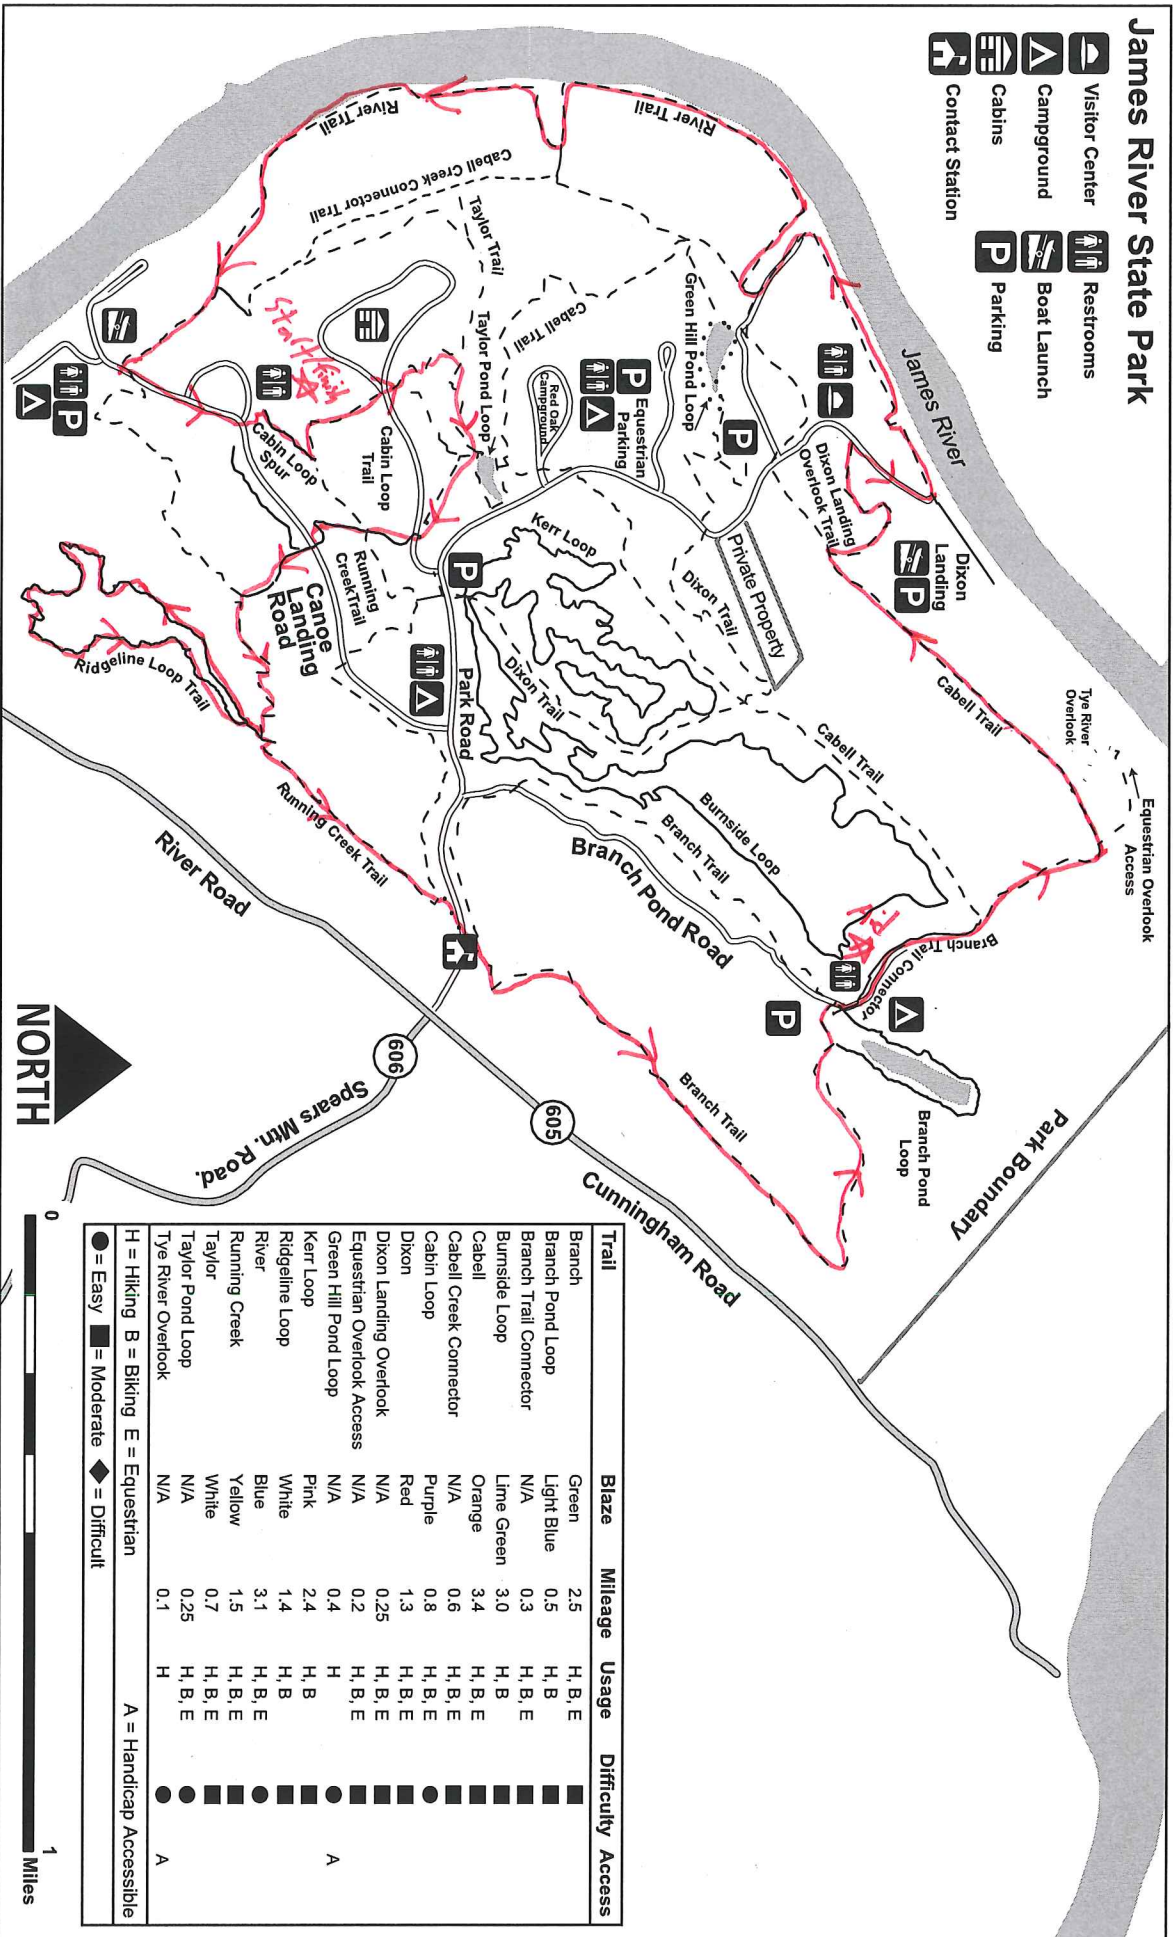 James River State Park
Visitor Center
Campground
Cabins
Contact Station
Restrooms
Boat Launch
Parking
P
James River
River Trail
River Trail
Cabell Creek Connector Trail
Taylor Trail
Taylor Pond Loop
Cabell Trail
Green Hill Pond Loop
P
Equestrian
Parking
P
Red Oak
Campground
Start/Finish
Cabin Loop
Trail
Cabin Loop
Spur
P
Dixon Landing
Overlook Trail
Dixon
Landing
P
Private Property
Kerr Loop
Dixon Trail
Dixon Trail
P
Running
CreekTrail
Canoe
Landing
Road
Ridgeline Loop Trail
Park Road
Cabell Trail
Cabell Trail
Tye River
Overlook
Equestrian Overlook
Access
Burnside Loop
Branch Trail
Branch Pond Road
Running Creek Trail
River Road
Branch Trail
Connector
P
Branch Pond
Loop
Branch Trail
Park Boundary
606
605
Spears Mtn. Road.
Cunningham Road
NORTH
Trail Blaze Mileage Usage Difficulty Access
Branch Green 2.5 H, B, E
Branch Pond Loop Light Blue 0.5 H, B
Branch Trail Connector N/A 0.3 H, B, E
Burnside Loop Lime Green 3.0 H, B
Cabell Orange 3.4 H, B, E
Cabell Creek Connector N/A 0.6 H, B, E
Cabin Loop Purple 0.8 H, B, E
Dixon Red 1.3 H, B, E
Dixon Landing Overlook N/A 0.25 H, B, E
Equestrian Overlook Access N/A 0.2 H, B, E
Green Hill Pond Loop N/A 0.4 H A
Kerr Loop Pink 2.4 H, B
Ridgeline Loop White 1.4 H, B
River Blue 3.1 H, B, E
Running Creek Yellow 1.5 H, B, E
Taylor White 0.7 H, B, E
Taylor Pond Loop N/A 0.25 H, B, E
Tye River Overlook N/A 0.1 H A
H = Hiking B = Biking E = Equestrian A = Handicap Accessible
= Easy = Moderate = Difficult
0 1
Miles